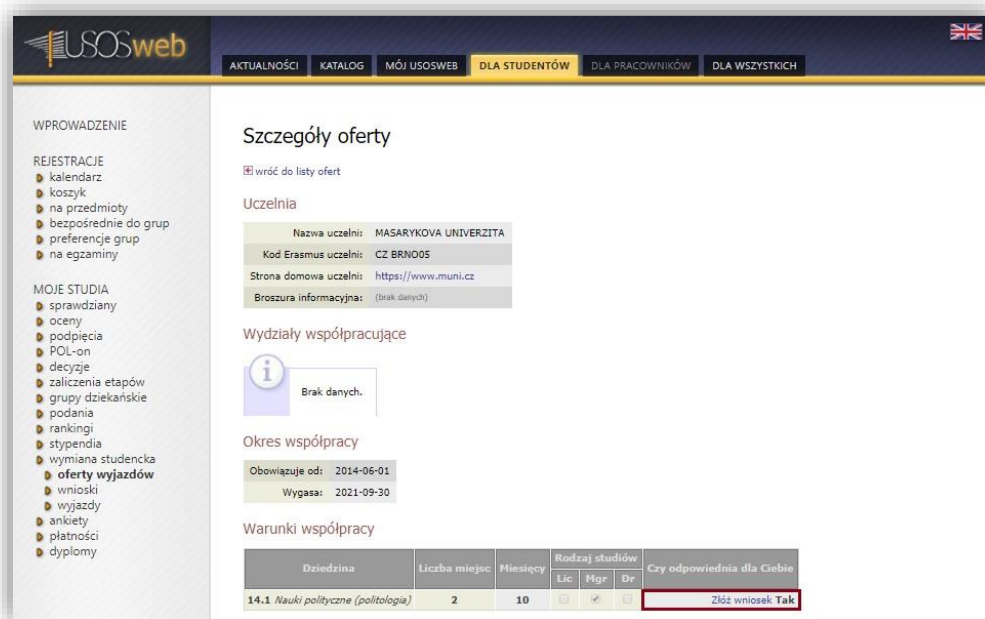 USOSweb
AKTUALNOŚCI KATALOG MÓJ USOSWEB DLA STUDENTÓW DLA PRACOWNIKÓW DLA WSZYSTKICH
WPROWADZENIE
REJESTRACJE
kalendarz
koszyk
na przedmioty
bezpośrednie do grup
preferencje grup
na egzaminy
MOJE STUDIA
sprawdziany
oceny
podpięcia
POL-on
decyzje
zaliczenia etapów
grupy dziekańskie
podania
rankingi
stypendia
wymiana studencka
oferty wyjazdów
wnioski
wyjazdy
ankiety
płatności
dyplomy
Szczegóły oferty
wróć do listy ofert
Uczelnia
Nazwa uczelni: MASARYKOVA UNIVERZITA
Kod Erasmus uczelni: CZ BRNO05
Strona domowa uczelni: https://www.muni.cz
Broszura informacyjna: (brak danych)
Wydziały współpracujące
i
Brak danych.
Okres współpracy
Obowiązuje od: 2014-06-01
Wygasa: 2021-09-30
Warunki współpracy
Dziedzina Liczba miejsc Miesięcy Rodzaj studiów Czy odpowiednia dla Ciebie
Lic Mgr Dr
14.1 Nauki polityczne (politologia) 2 10 Złóż wniosek Tak